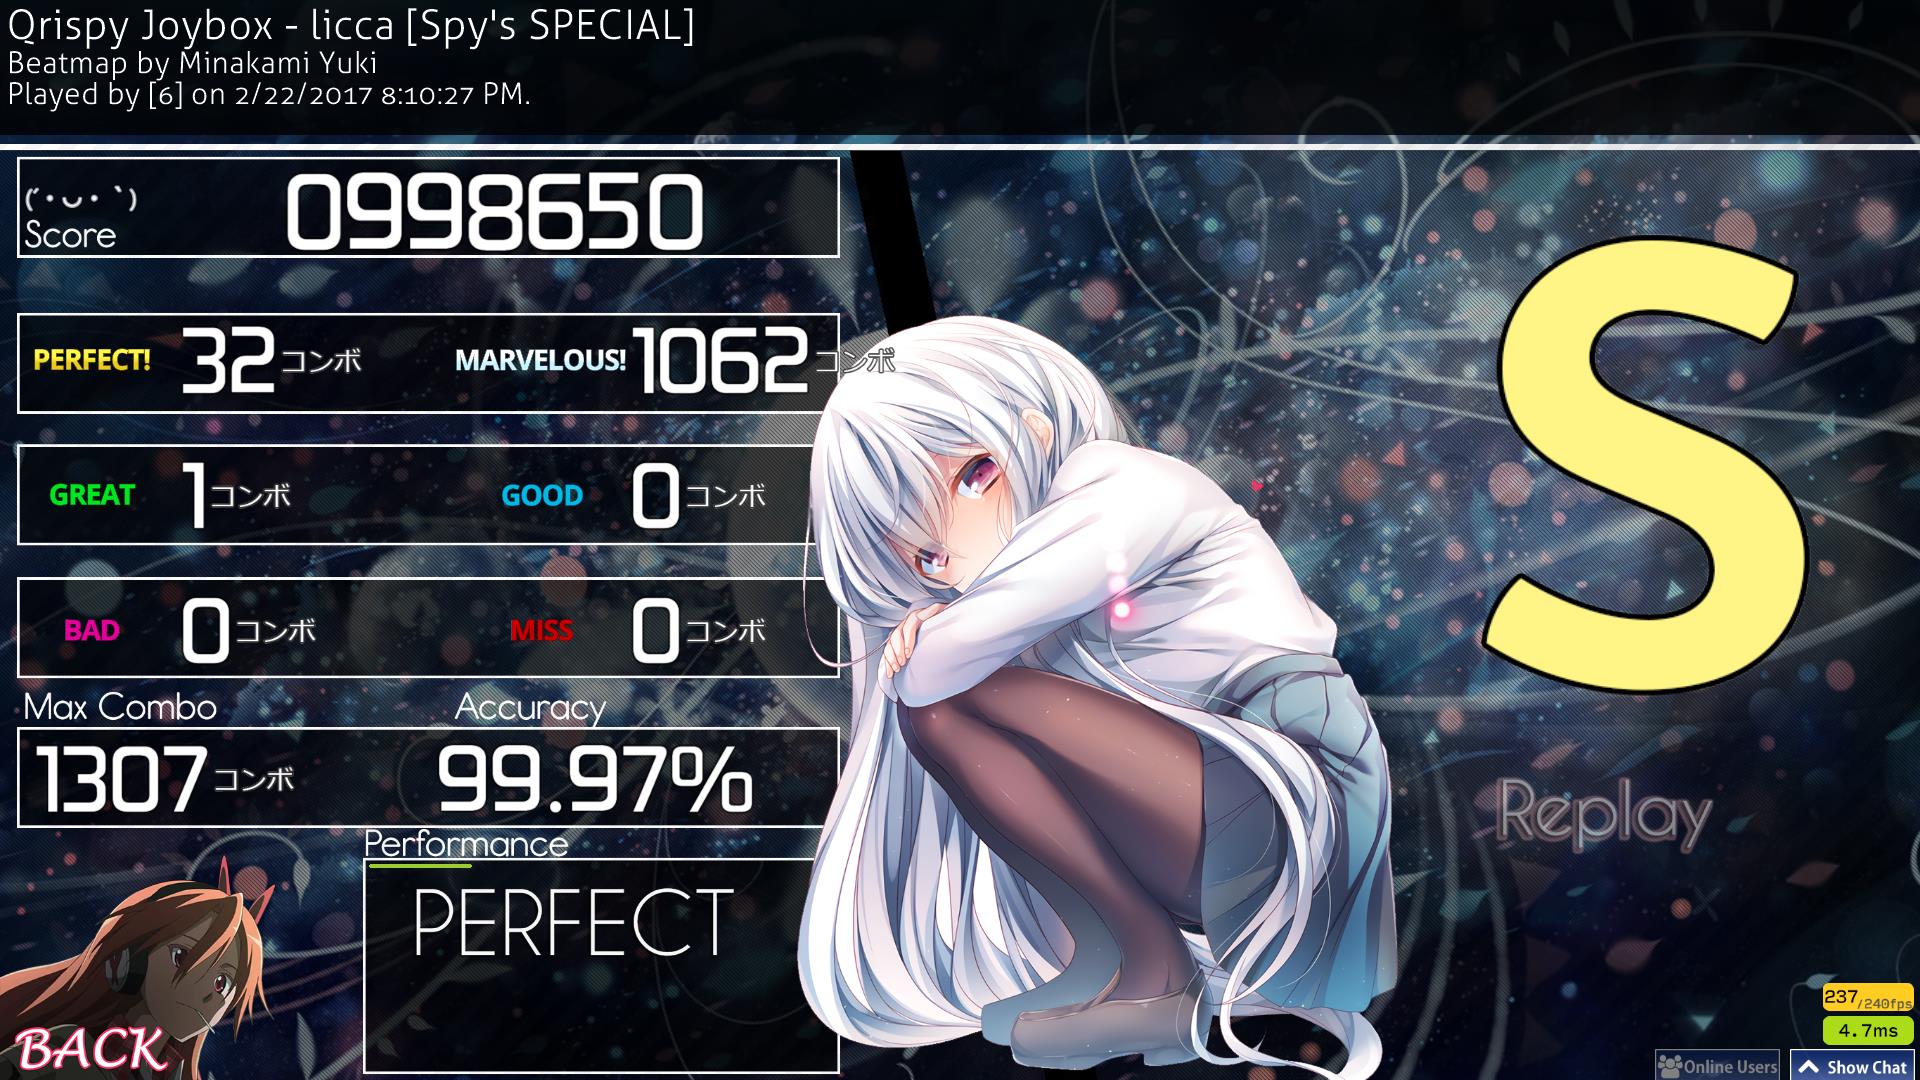 Qrispy Joybox - licca [Spy's SPECIAL]
Beatmap by Minakami Yuki
Played by [6] on 2/22/2017 8:10:27 PM.
(´・ᴗ・`)
Score 0998650
PERFECT! 32コンボ MARVELOUS! 1062コンボ
GREAT 1コンボ GOOD 0コンボ
BAD 0コンボ MISS 0コンボ
Max Combo Accuracy
1307コンボ 99.97%
Performance
PERFECT
S
Replay
BACK
237/240fps
4.7ms
Online Users Show Chat